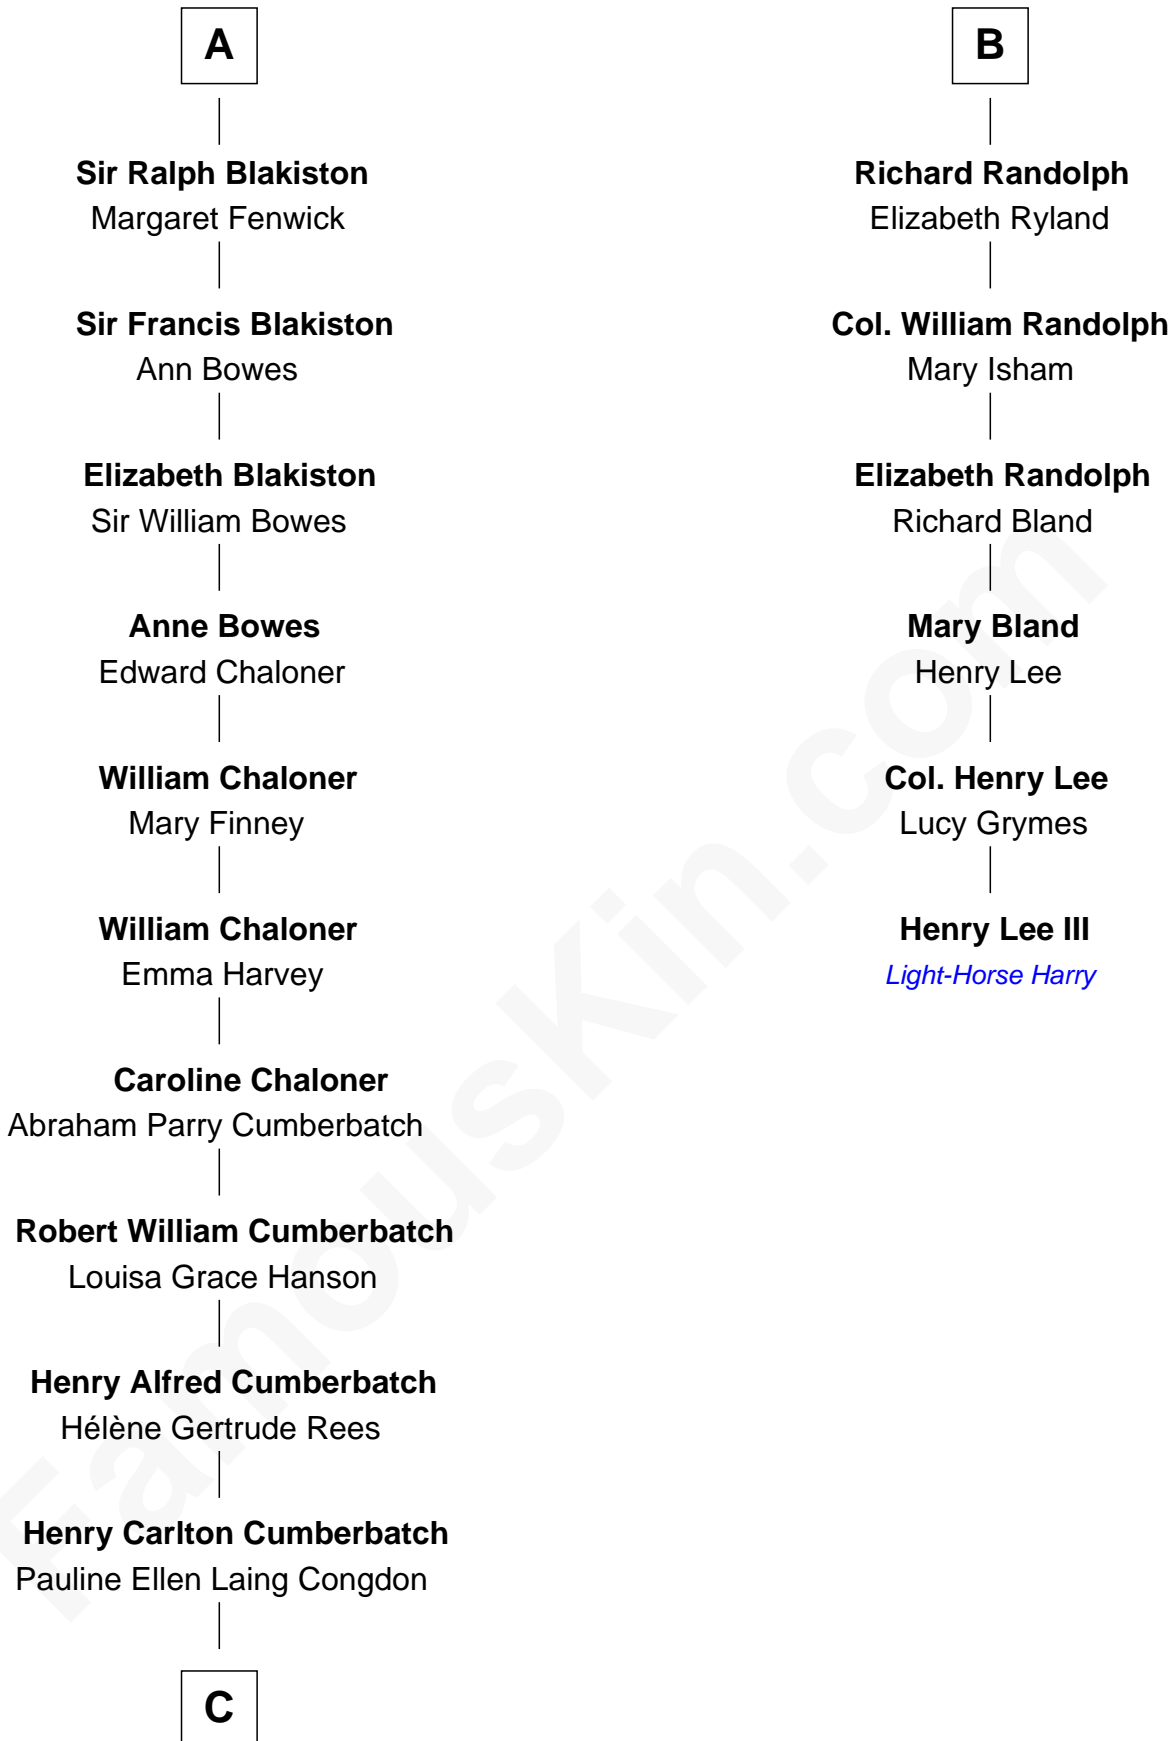 A
Sir Ralph Blakiston
Margaret Fenwick
Sir Francis Blakiston
Ann Bowes
Elizabeth Blakiston
Sir William Bowes
Anne Bowes
Edward Chaloner
William Chaloner
Mary Finney
William Chaloner
Emma Harvey
Caroline Chaloner
Abraham Parry Cumberbatch
Robert William Cumberbatch
Louisa Grace Hanson
Henry Alfred Cumberbatch
Hélène Gertrude Rees
Henry Carlton Cumberbatch
Pauline Ellen Laing Congdon
C
B
Richard Randolph
Elizabeth Ryland
Col. William Randolph
Mary Isham
Elizabeth Randolph
Richard Bland
Mary Bland
Henry Lee
Col. Henry Lee
Lucy Grymes
Henry Lee III
Light-Horse Harry
FamousKin.com